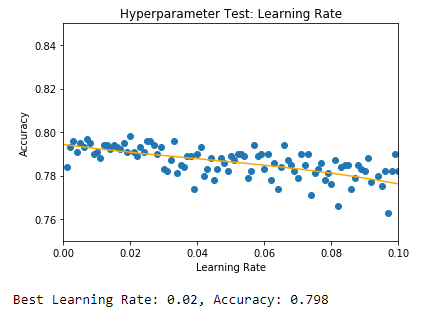 Hyperparameter Test: Learning Rate
Accuracy
0.84
0.82
0.80
0.78
0.76
0.00
0.02
0.04
0.06
0.08
0.10
Learning Rate
Best Learning Rate: 0.02, Accuracy: 0.798